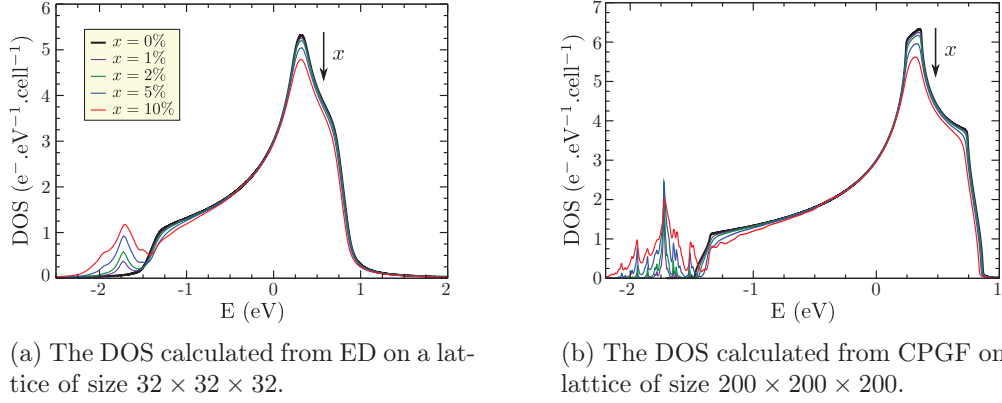 DOS (e⁻.eV⁻¹.cell⁻¹)
6
5
4
3
2
1
0
x = 0%
x = 1%
x = 2%
x = 5%
x = 10%
x
-2 -1 0 1 2
E (eV)
DOS (e⁻.eV⁻¹.cell⁻¹)
7
6
5
4
3
2
1
0
x
-2 -1 0 1
E (eV)
(a) The DOS calculated from ED on a lat-
tice of size 32 × 32 × 32.
(b) The DOS calculated from CPGF on
lattice of size 200 × 200 × 200.